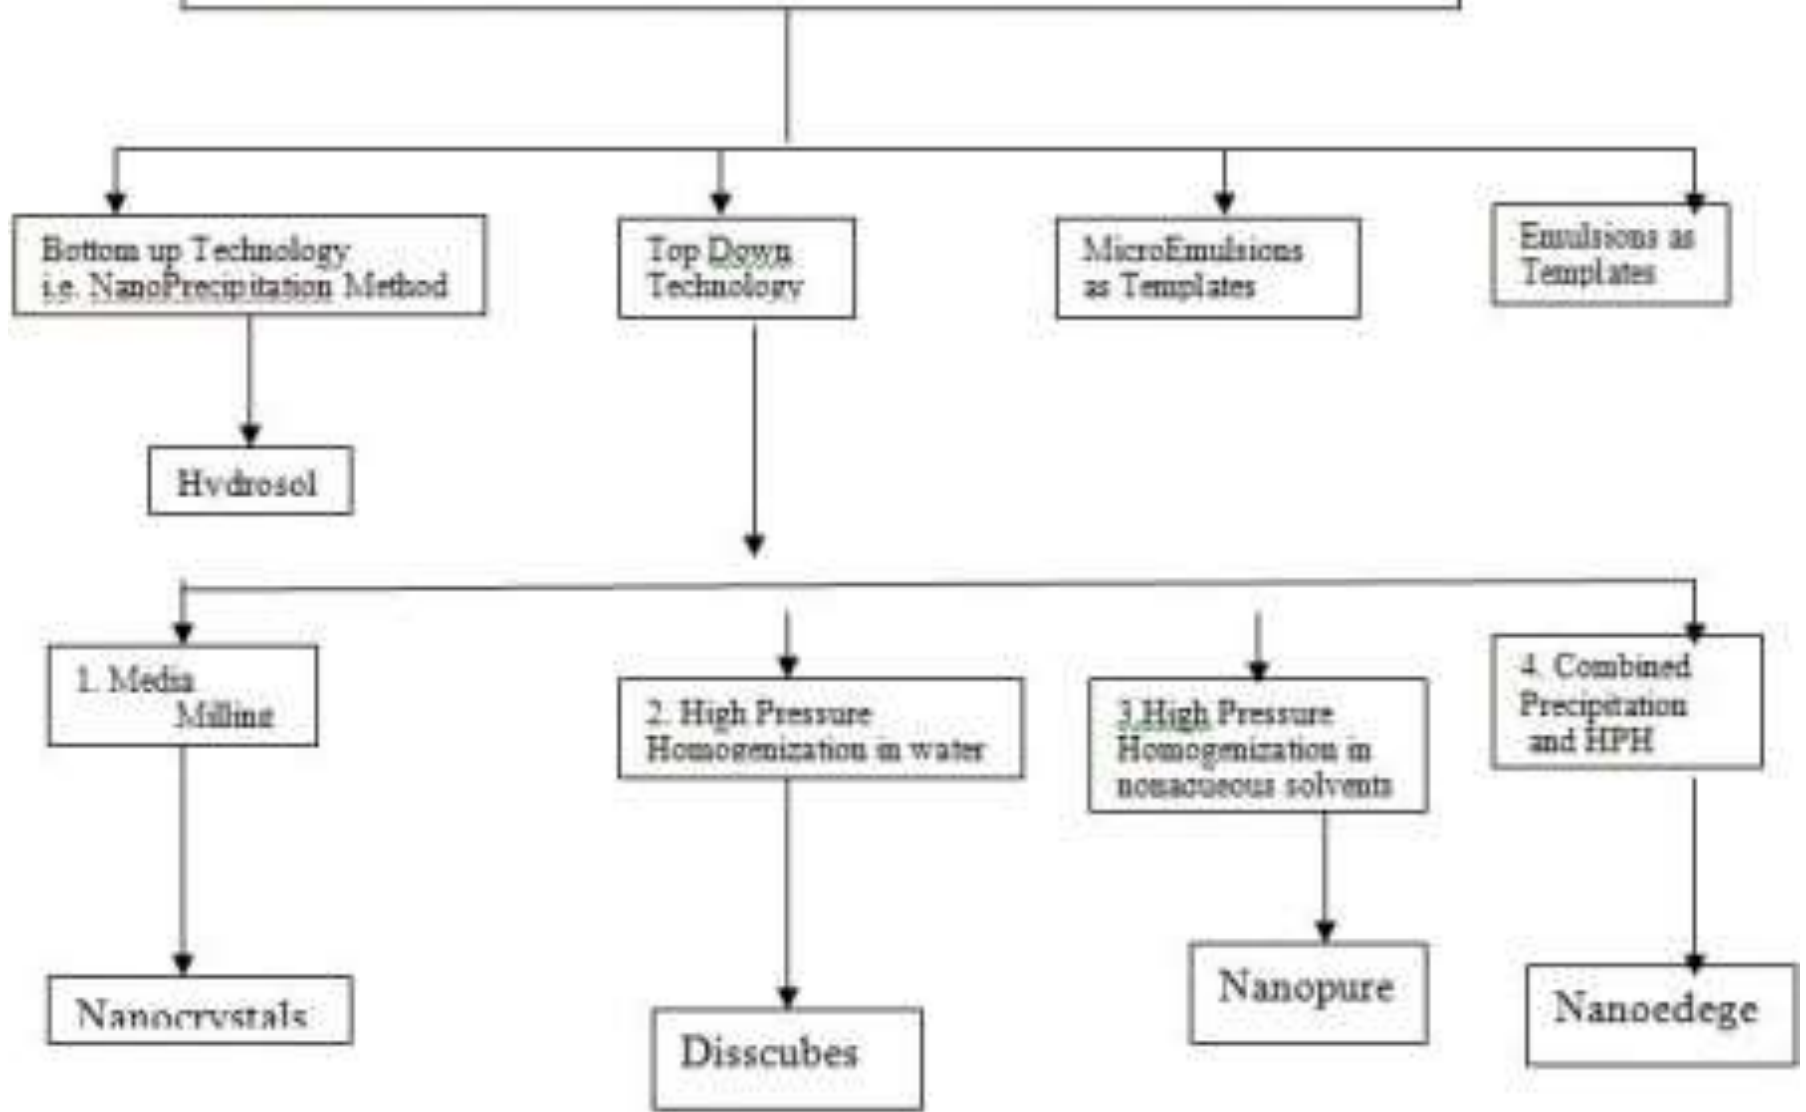 Bottom up Technology
i.e. NanoPrecipitation Method
Top Down
Technology
MicroEmulsions
as Templates
Emulsions as
Templates
Hydrosol
1. Media
Milling
2. High Pressure
Homogenization in water
3.High Pressure
Homogenization in
nonaqueous solvents
4. Combined
Precipitation
and HPH
Nanocrystals
Disscubes
Nanopure
Nanoedege